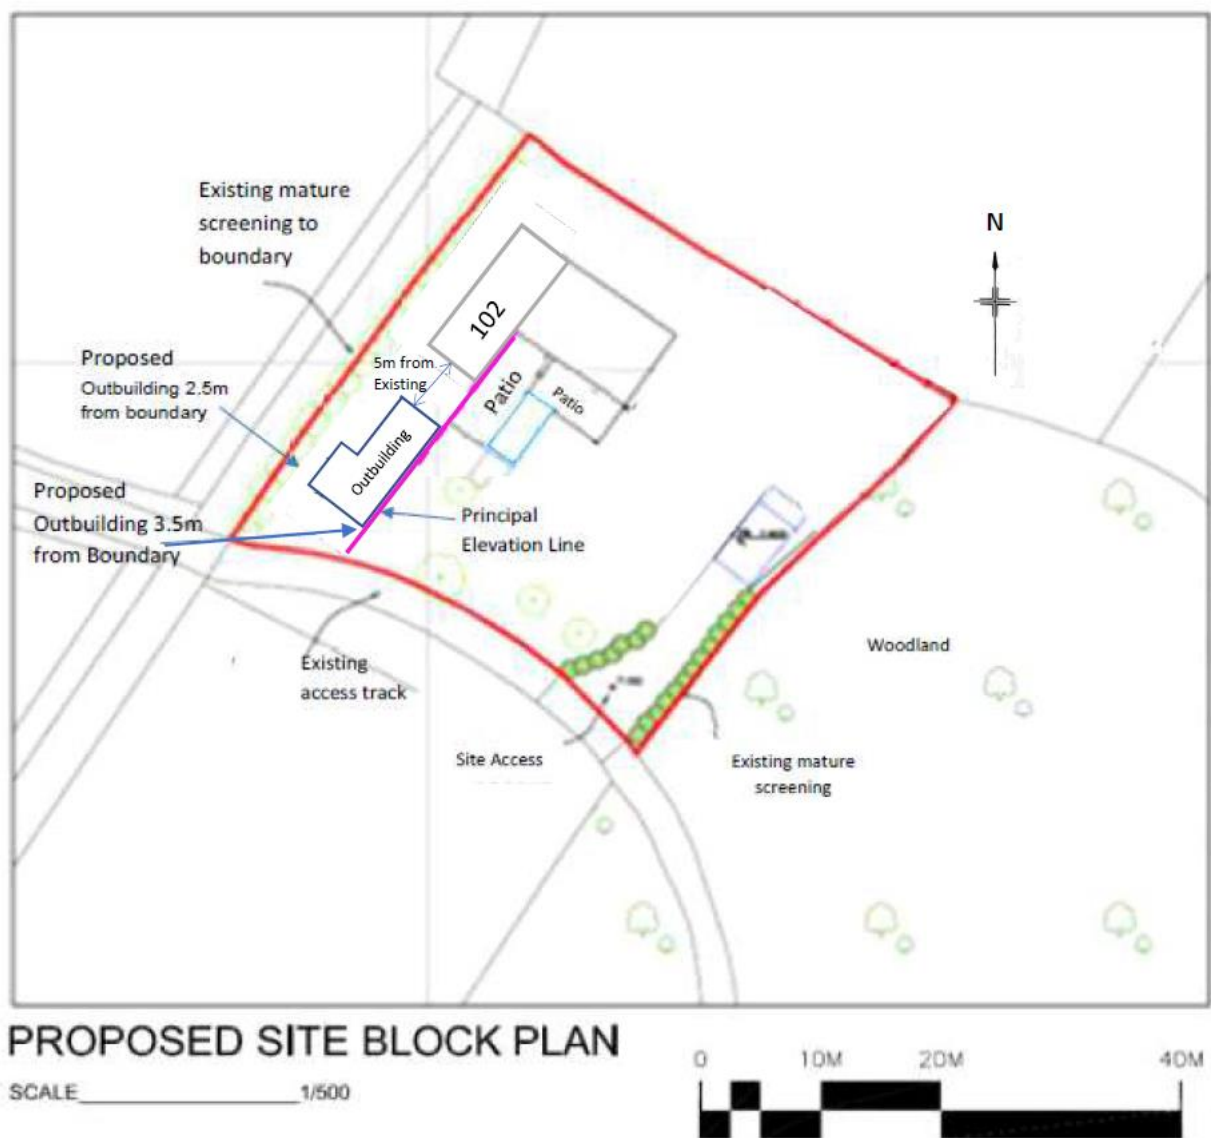 N
Existing mature
screening to
boundary
102
Proposed
Outbuilding 2.5m
from boundary
5m from
Existing
Patio
Patio
Outbuilding
Proposed
Outbuilding 3.5m
from Boundary
Principal
Elevation Line
Woodland
Existing
access track
Site Access
Existing mature
screening
PROPOSED SITE BLOCK PLAN
SCALE 1/500
0 10M 20M 40M